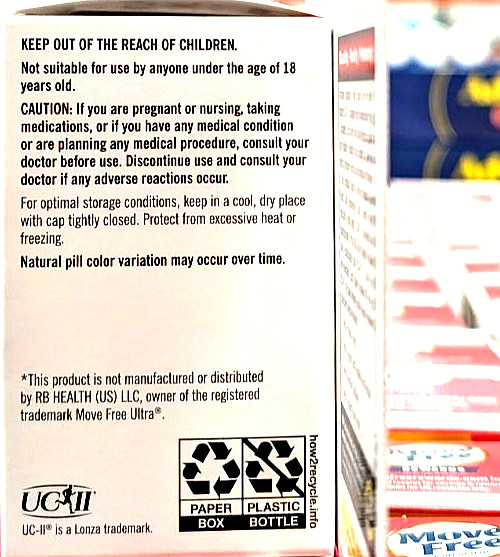 KEEP OUT OF THE REACH OF CHILDREN.
Not suitable for use by anyone under the age of 18
years old.
CAUTION: If you are pregnant or nursing, taking
medications, or if you have any medical condition
or are planning any medical procedure, consult your
doctor before use. Discontinue use and consult your
doctor if any adverse reactions occur.
For optimal storage conditions, keep in a cool, dry place
with cap tightly closed. Protect from excessive heat or
freezing.
Natural pill color variation may occur over time.
*This product is not manufactured or distributed
by RB HEALTH (US) LLC, owner of the registered
trademark Move Free Ultra®.
UC-II
UC-II® is a Lonza trademark.
PAPER
BOX
PLASTIC
BOTTLE
how2recycle.info
Move
Free
Move
Free